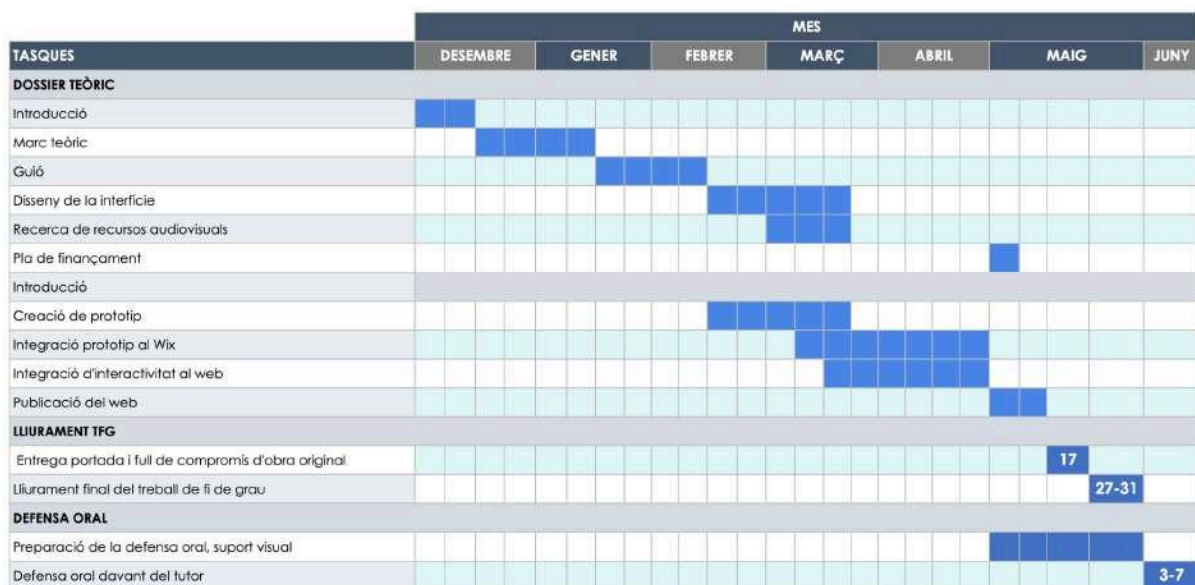 MES
TASQUES DESEMBRE GENER FEBRER MARÇ ABRIL MAIG JUNY
DOSSIER TEÒRIC
Introducció
Marc teòric
Guió
Disseny de la interfície
Recerca de recursos audiovisuals
Pla de finançament
Introducció
Creació de prototip
Integració prototip al Wix
Integració d'interactivitat al web
Publicació del web
LLIURAMENT TFG
Entrega portada i full de compromís d'obra original 17
Lliurament final del treball de fi de grau 27-31
DEFENSA ORAL
Preparació de la defensa oral, suport visual
Defensa oral davant del tutor 3-7